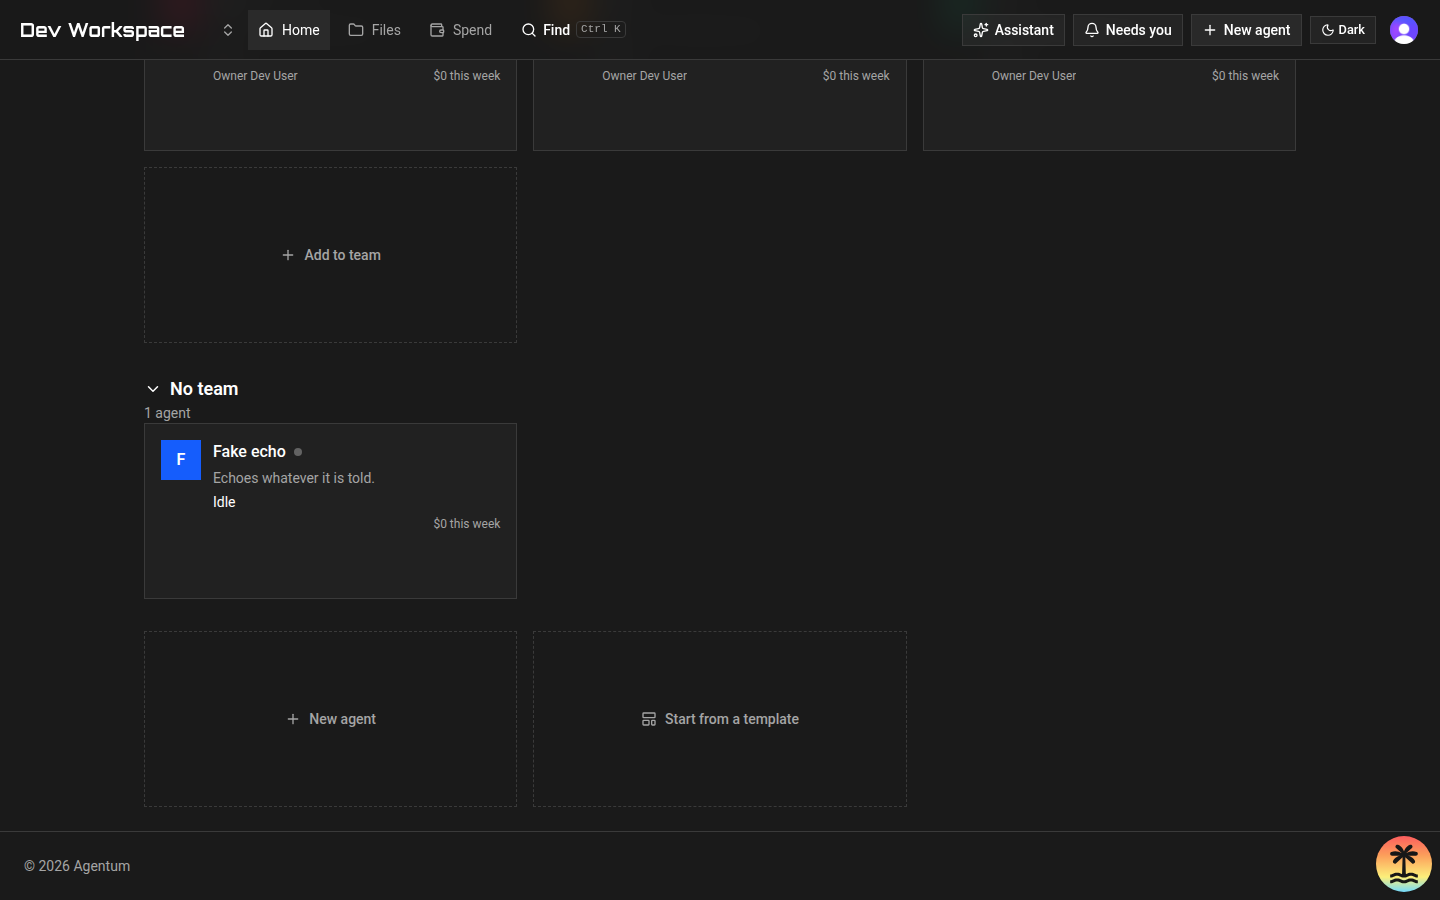 Dev Workspace
Home
Files
Spend
Find Ctrl K
Assistant
Needs you
New agent
Dark
Owner Dev User $0 this week
Owner Dev User $0 this week
Owner Dev User $0 this week
Add to team
No team
1 agent
F
Fake echo
Echoes whatever it is told.
Idle
$0 this week
New agent
Start from a template
© 2026 Agentum